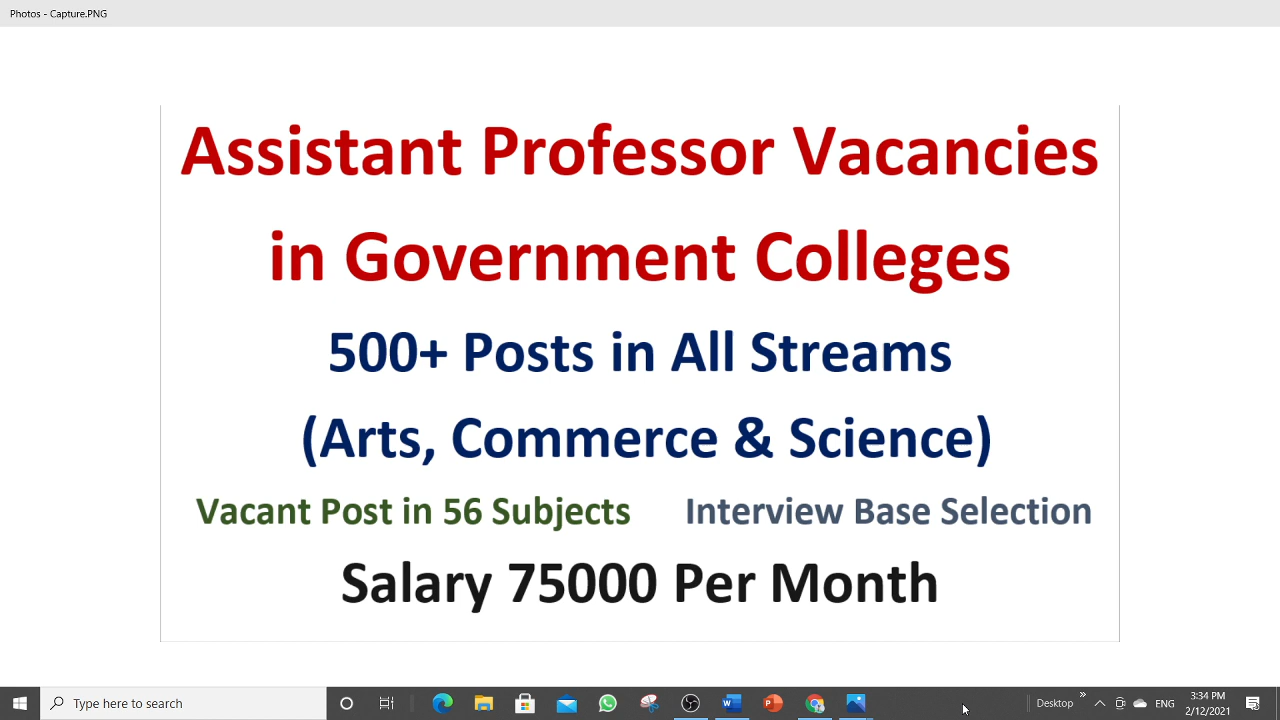 Photos - Capture.PNG
Assistant Professor Vacancies
in Government Colleges
500+ Posts in All Streams
(Arts, Commerce & Science)
Vacant Post in 56 Subjects Interview Base Selection
Salary 75000 Per Month
Type here to search
Desktop
ENG
3:34 PM
2/12/2021